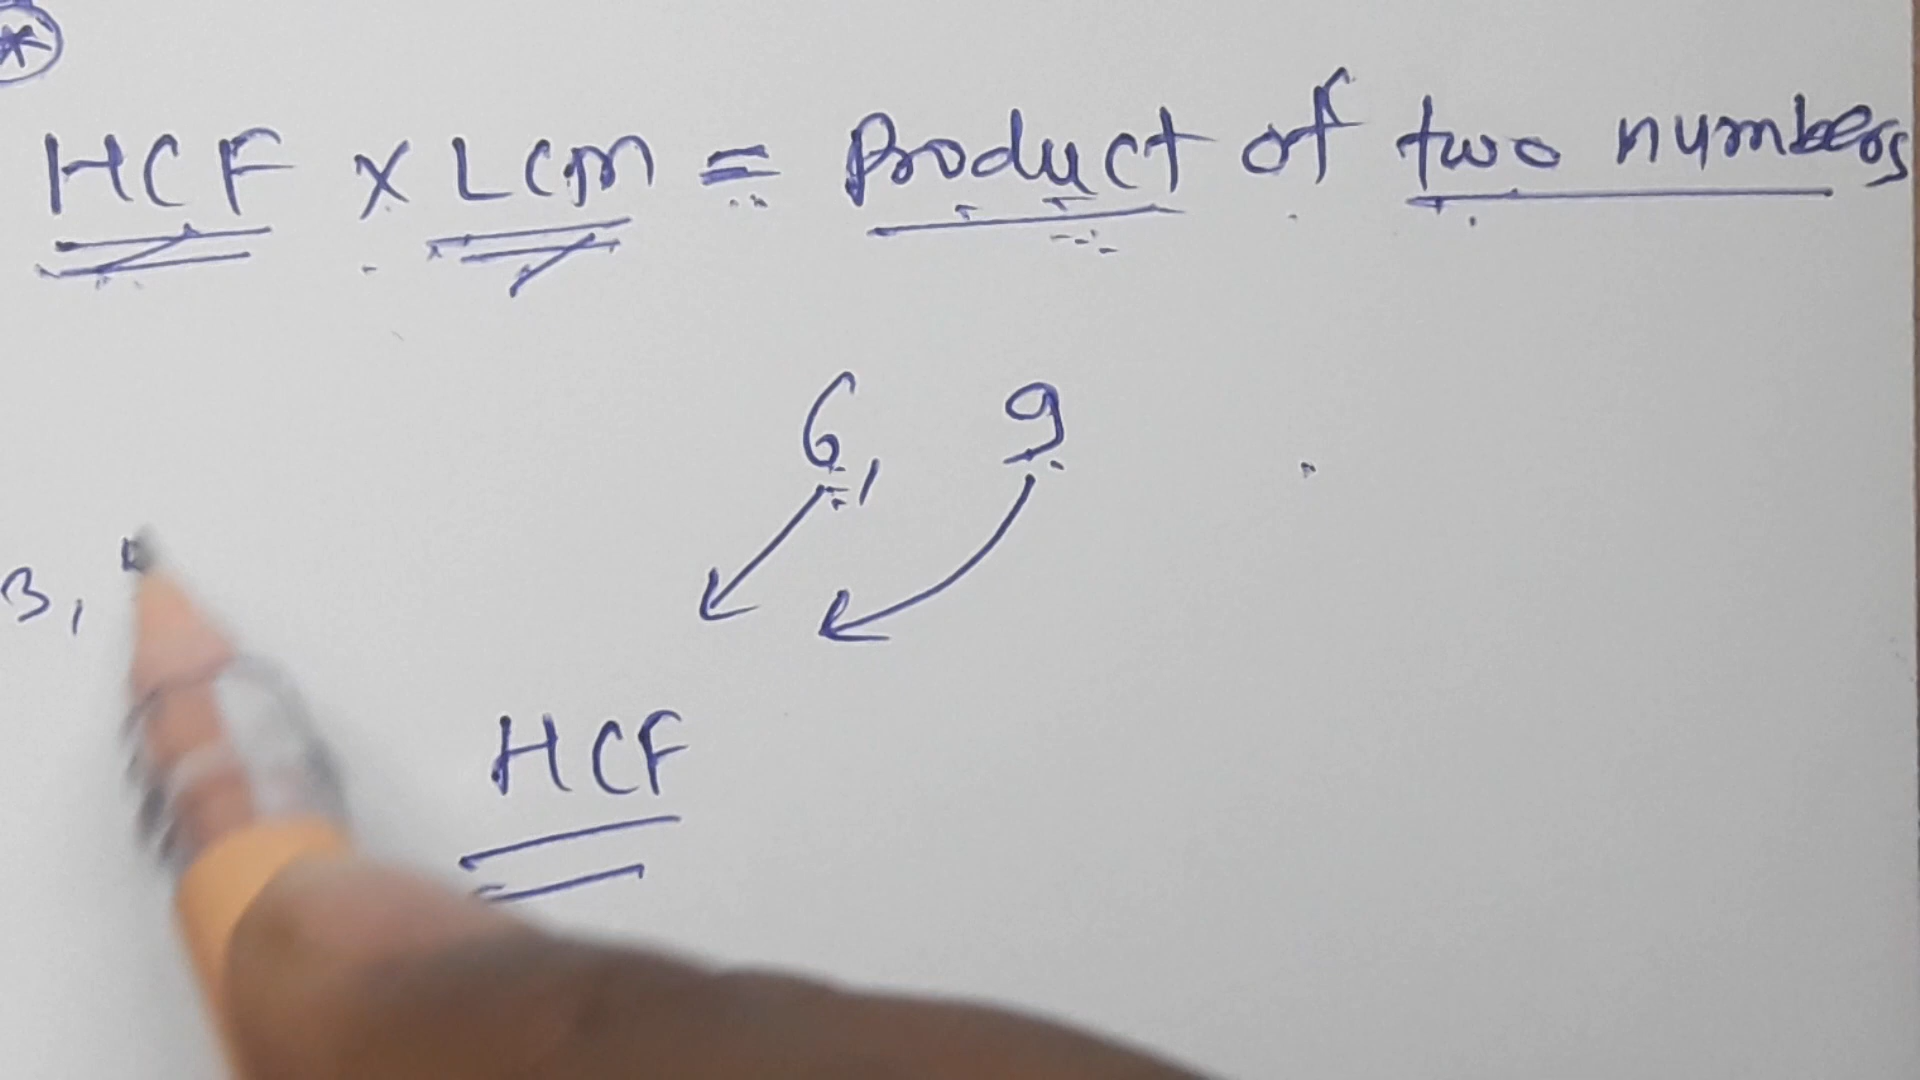 *
HCF x LCM = Product of two numbers
6, 9
3,
HCF